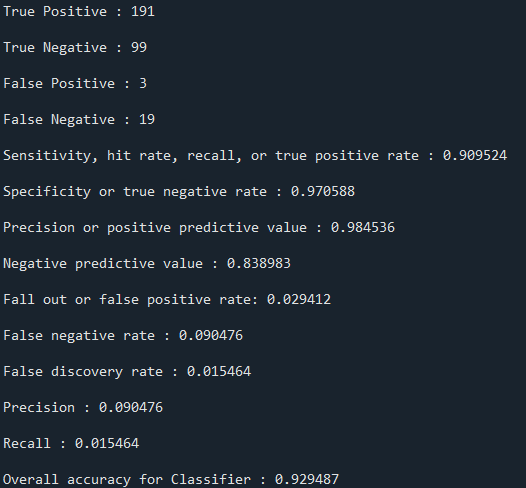 True Positive : 191
True Negative : 99
False Positive : 3
False Negative : 19
Sensitivity, hit rate, recall, or true positive rate : 0.909524
Specificity or true negative rate : 0.970588
Precision or positive predictive value : 0.984536
Negative predictive value : 0.838983
Fall out or false positive rate: 0.029412
False negative rate : 0.090476
False discovery rate : 0.015464
Precision : 0.090476
Recall : 0.015464
Overall accuracy for Classifier : 0.929487